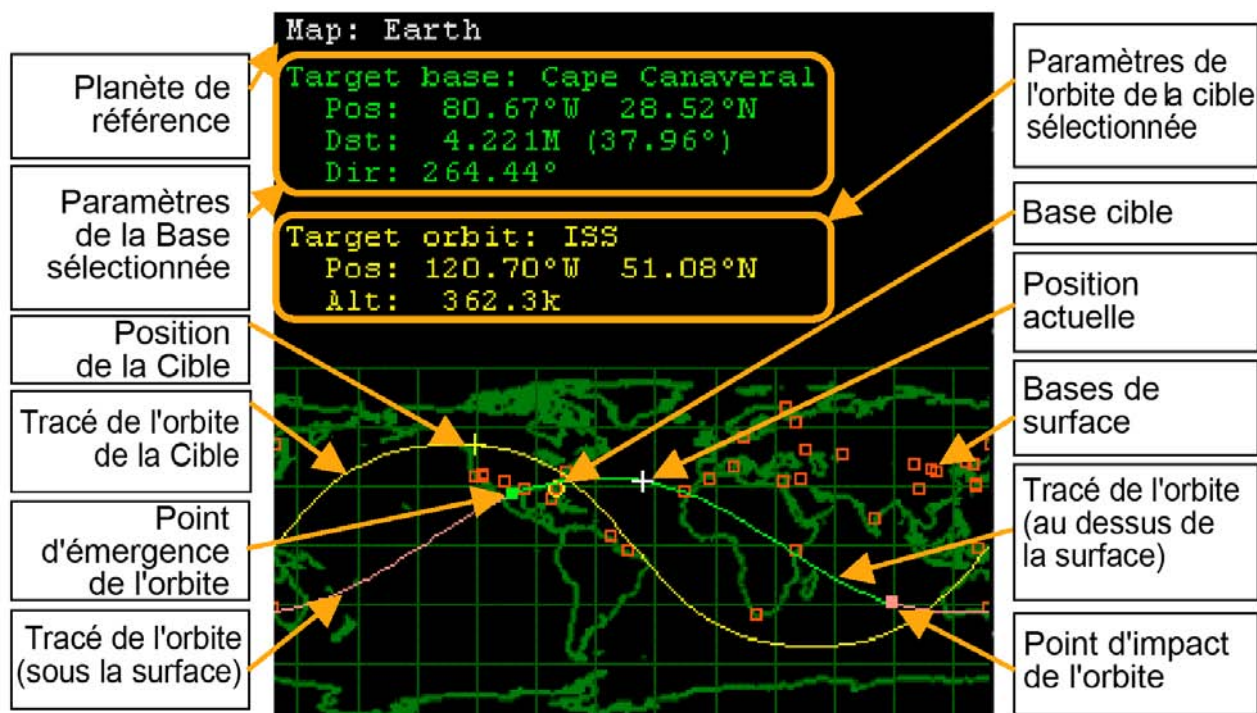 Map: Earth
Target base: Cape Canaveral
Pos: 80.67°W 28.52°N
Dst: 4.221M (37.96°)
Dir: 264.44°
Target orbit: ISS
Pos: 120.70°W 51.08°N
Alt: 362.3k
Planète de
référence
Paramètres
de la Base
sélectionnée
Position
de la Cible
Tracé de l'orbite
de la Cible
Point
d'émergence
de l'orbite
Tracé de l'orbite
(sous la surface)
Paramètres de
l'orbite de la cible
sélectionnée
Base cible
Position
actuelle
Bases de
surface
Tracé de l'orbite
(au dessus de
la surface)
Point d'impact
de l'orbite